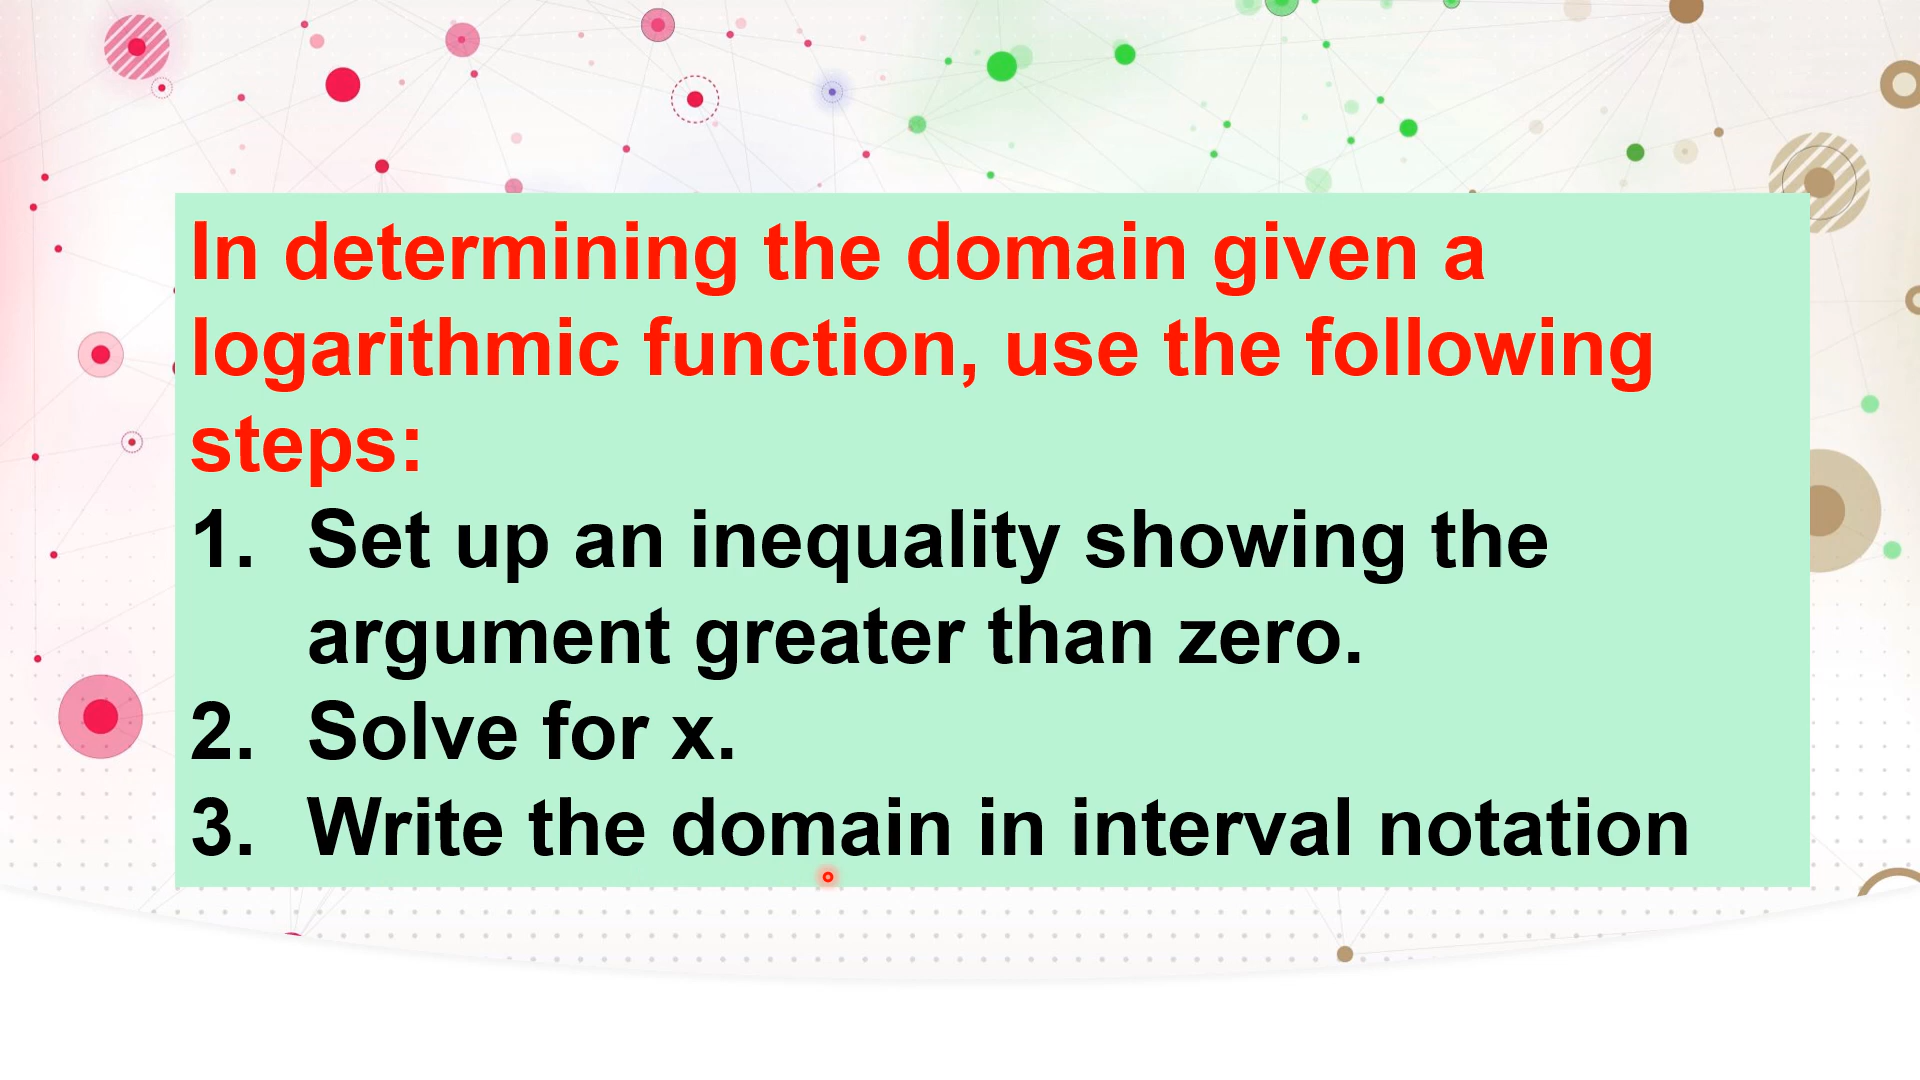 In determining the domain given a
logarithmic function, use the following
steps:
1. Set up an inequality showing the
argument greater than zero.
2. Solve for x.
3. Write the domain in interval notation